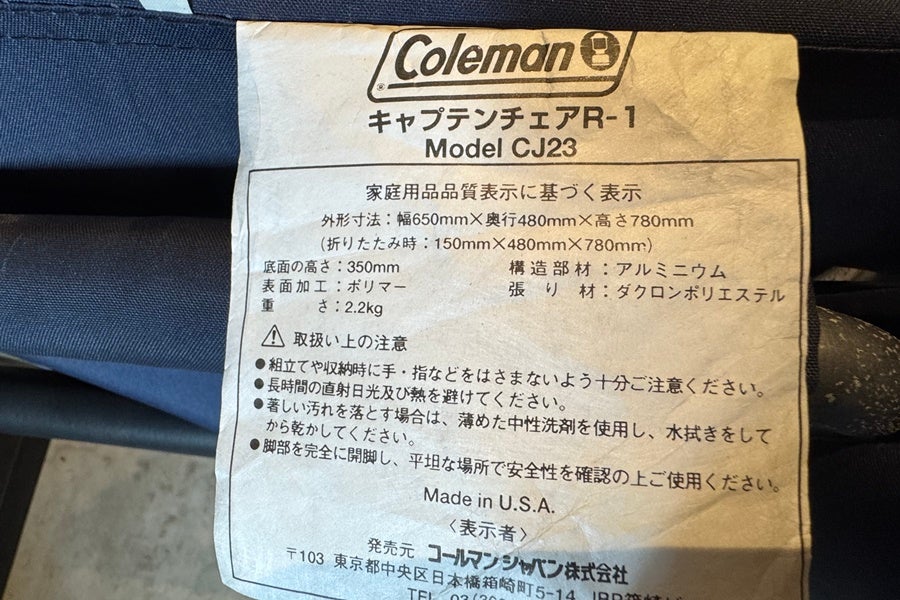 Coleman
®
キャプテンチェアR-1
Model CJ23
家庭用品品質表示に基づく表示
外形寸法：幅650mm×奥行480mm×高さ780mm
（折りたたみ時：150mm×480mm×780mm）
底面の高さ：350mm 構造部材：アルミニウム
表面加工：ポリマー 張り材：ダクロンポリエステル
重さ：2.2kg
取扱い上の注意
●組立てや収納時に手・指などをはさまないよう十分ご注意ください。
●長時間の直射日光及び熱を避けてください。
●著しい汚れを落とす場合は、薄めた中性洗剤を使用し、水拭きをして
から乾かしてください。
●脚部を完全に開脚し、平坦な場所で安全性を確認の上ご使用ください。
Made in U.S.A.
〈表示者〉
発売元 コールマン ジャパン株式会社
〒103 東京都中央区日本橋箱崎町5-14
TEL 03